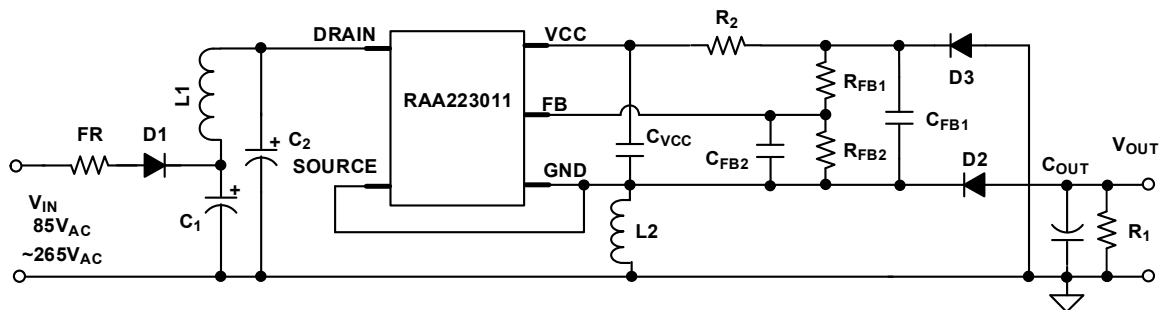 DRAIN
VCC
R2
L1
RAA223011
RFB1
D3
FR
D1
C2
FB
CVCC
CFB1
SOURCE
CFB2
RFB2
GND
D2
COUT
VOUT
C1
L2
R1
VIN
85VAC
~265VAC
+
+